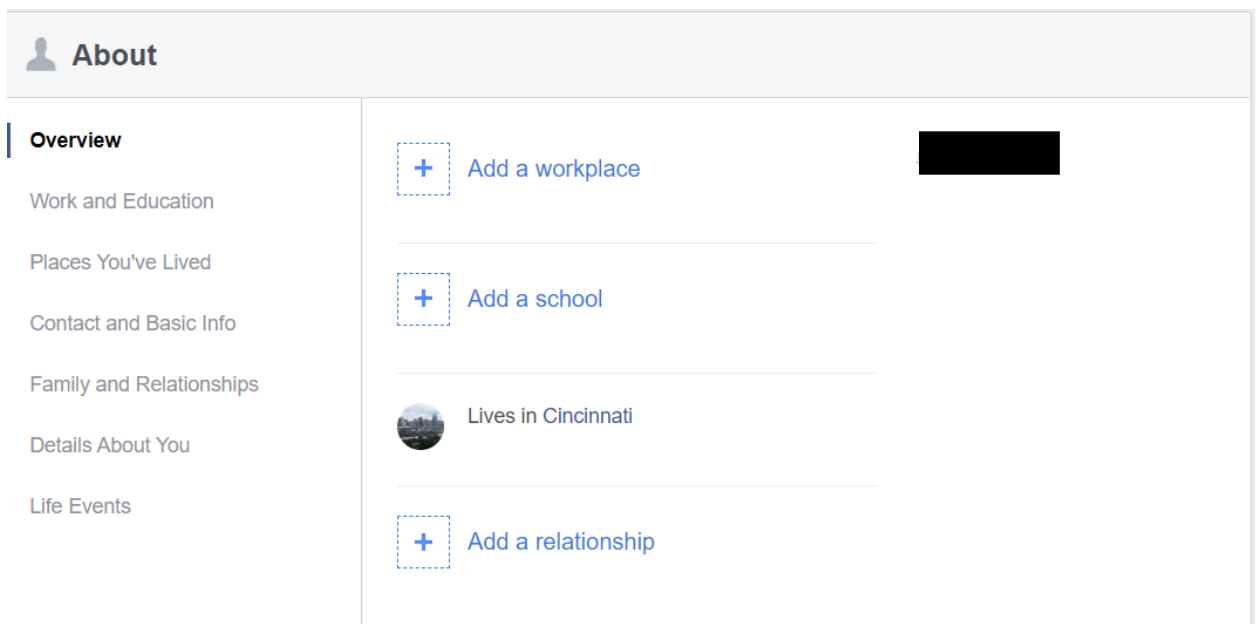 About
Overview
Work and Education
Places You've Lived
Contact and Basic Info
Family and Relationships
Details About You
Life Events
+ Add a workplace
+ Add a school
Lives in Cincinnati
+ Add a relationship